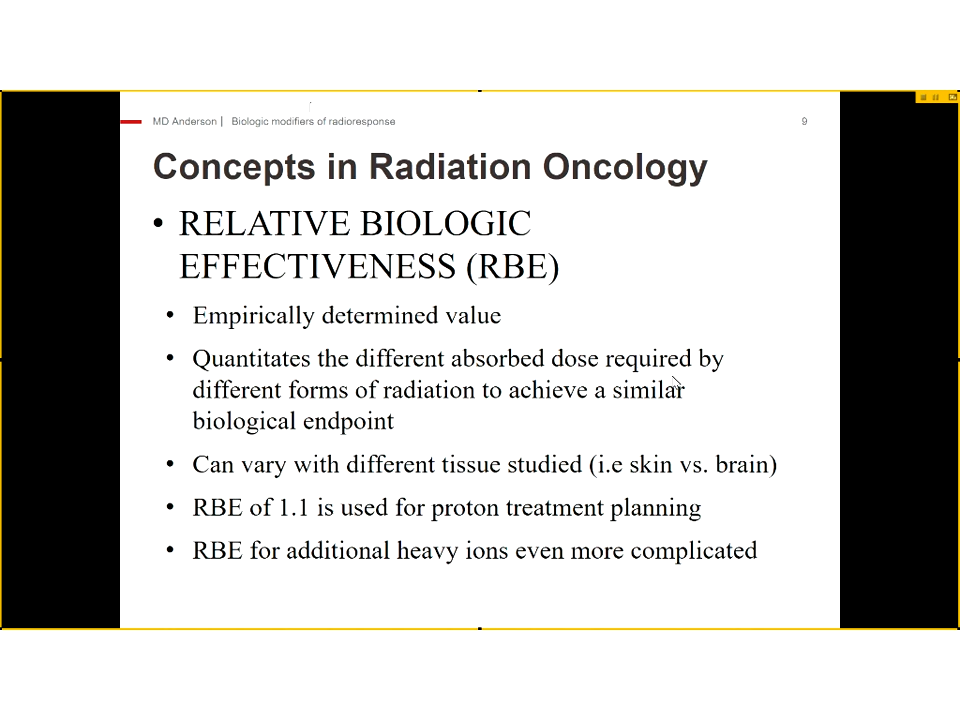 MD Anderson | Biologic modifiers of radioresponse 9
Concepts in Radiation Oncology
• RELATIVE BIOLOGIC
EFFECTIVENESS (RBE)
• Empirically determined value
• Quantitates the different absorbed dose required by
different forms of radiation to achieve a similar
biological endpoint
• Can vary with different tissue studied (i.e skin vs. brain)
• RBE of 1.1 is used for proton treatment planning
• RBE for additional heavy ions even more complicated